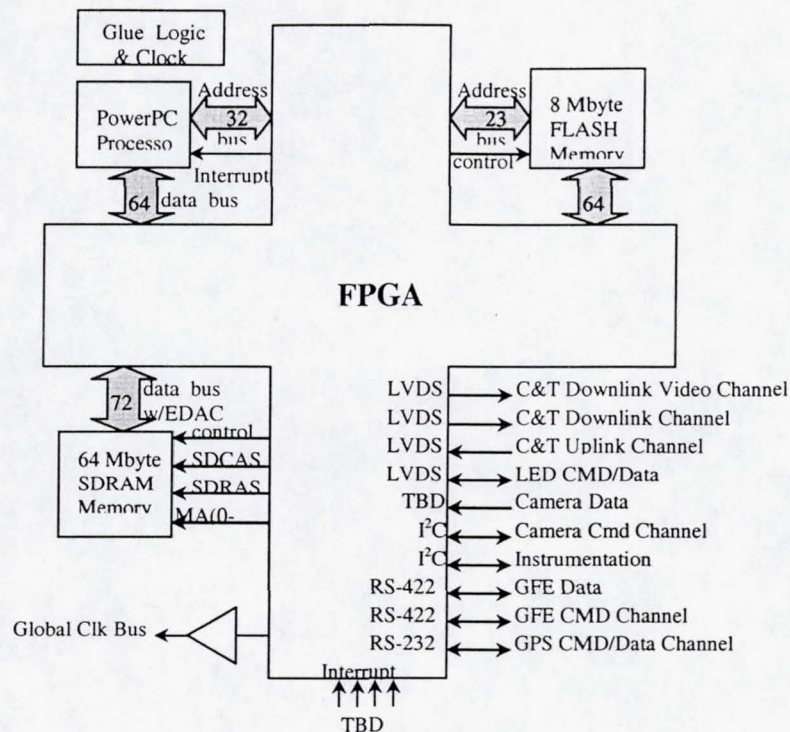 Glue Logic
& Clock
PowerPC
Processo
Address
32
bus
Interrupt
64 data bus
Address
23
bus
control
8 Mbyte
FLASH
Memory
64
FPGA
72
data bus
w/EDAC
64 Mbyte
SDRAM
Memory
control
SDCAS
SDRAS
MA(0-
Global Clk Bus
LVDS C&T Downlink Video Channel
LVDS C&T Downlink Channel
LVDS C&T Uplink Channel
LVDS LED CMD/Data
TBD Camera Data
I²C Camera Cmd Channel
I²C Instrumentation
RS-422 GFE Data
RS-422 GFE CMD Channel
RS-232 GPS CMD/Data Channel
Interrupt
TBD